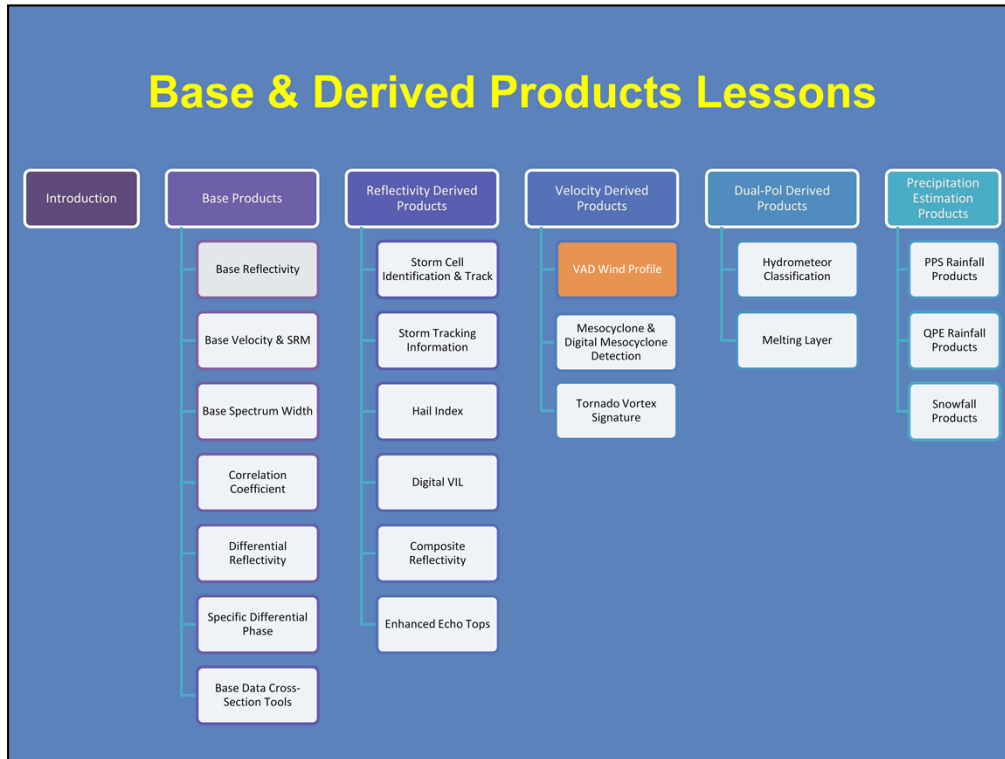 Base & Derived Products Lessons
Introduction
Base Products
Base Reflectivity
Base Velocity & SRM
Base Spectrum Width
Correlation
Coefficient
Differential
Reflectivity
Specific Differential
Phase
Base Data Cross-
Section Tools
Reflectivity Derived
Products
Storm Cell
Identification & Track
Storm Tracking
Information
Hail Index
Digital VIL
Composite
Reflectivity
Enhanced Echo Tops
Velocity Derived
Products
VAD Wind Profile
Mesocyclone &
Digital Mesocyclone
Detection
Tornado Vortex
Signature
Dual-Pol Derived
Products
Hydrometeor
Classification
Melting Layer
Precipitation
Estimation
Products
PPS Rainfall
Products
QPE Rainfall
Products
Snowfall
Products